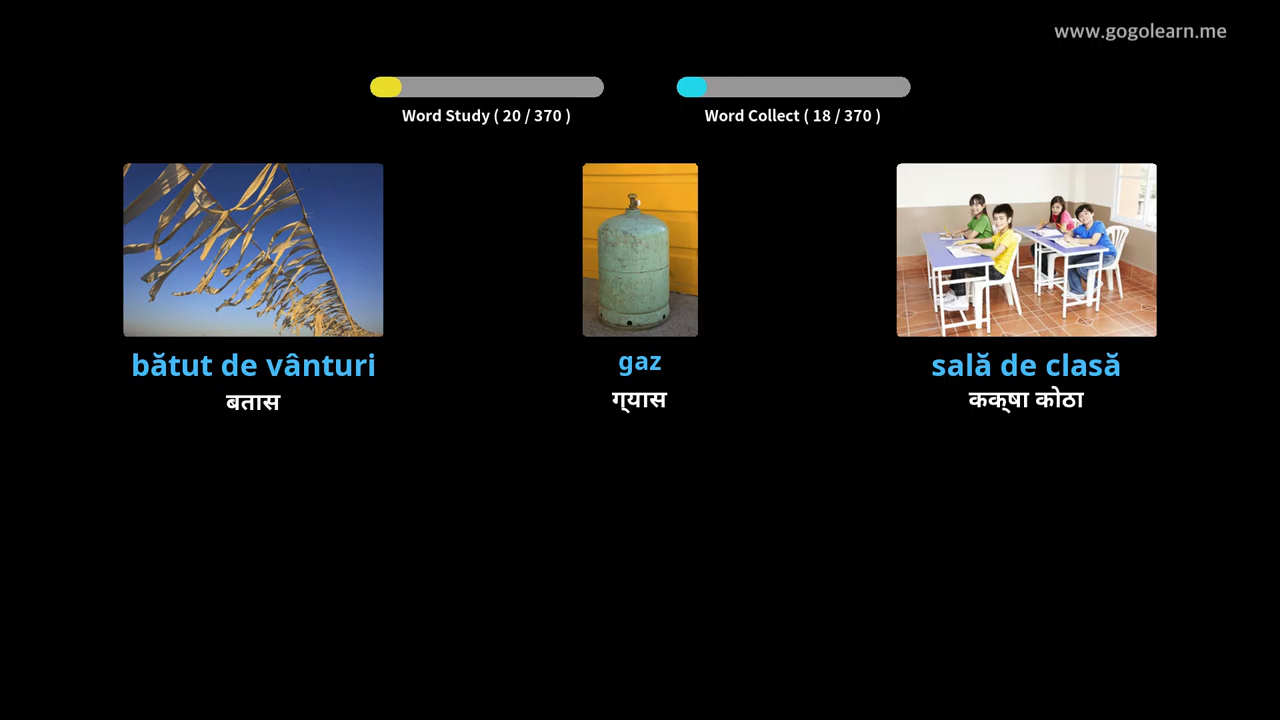 www.gogolearn.me
Word Study ( 20 / 370 )
Word Collect ( 18 / 370 )
bătut de vânturi
gaz
sală de clasă
बतास
ग्यास
कक्षा कोठा